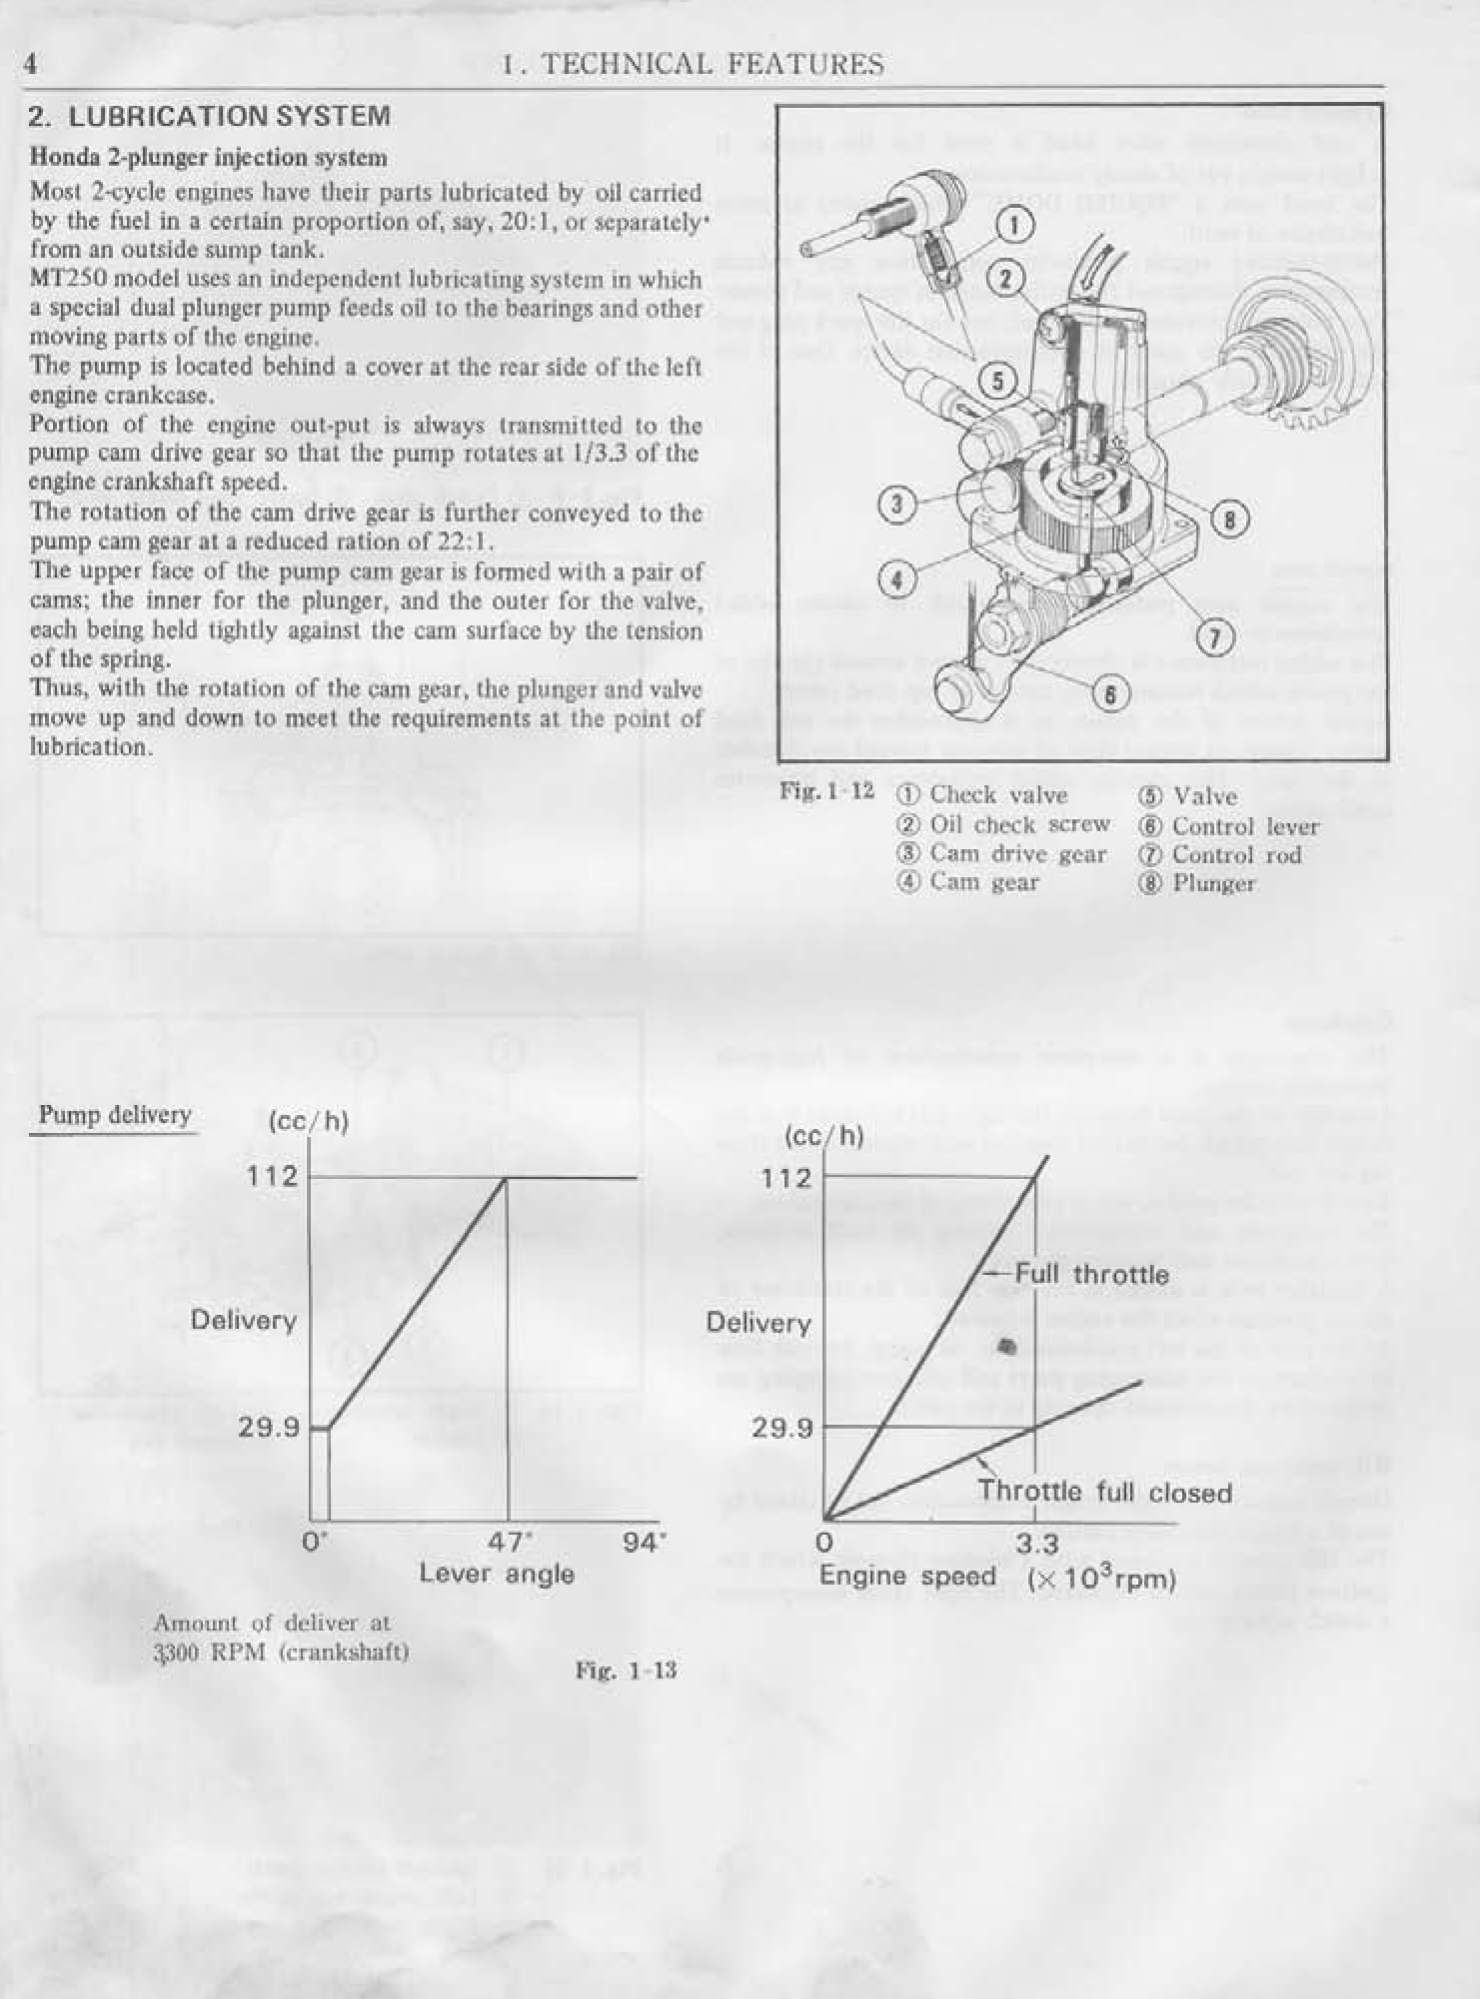 4
I. TECHNICAL FEATURES
2. LUBRICATION SYSTEM
Honda 2-plunger injection system
Most 2-cycle engines have their parts lubricated by oil carried
by the fuel in a certain proportion of, say, 20:1, or separately
from an outside sump tank.
MT250 model uses an independent lubricating system in which
a special dual plunger pump feeds oil to the bearings and other
moving parts of the engine.
The pump is located behind a cover at the rear side of the left
engine crankcase.
Portion of the engine out-put is always transmitted to the
pump cam drive gear so that the pump rotates at 1/3.3 of the
engine crankshaft speed.
The rotation of the cam drive gear is further conveyed to the
pump cam gear at a reduced ration of 22:1.
The upper face of the pump cam gear is formed with a pair of
cams; the inner for the plunger, and the outer for the valve,
each being held tightly against the cam surface by the tension
of the spring.
Thus, with the rotation of the cam gear, the plunger and valve
move up and down to meet the requirements at the point of
lubrication.
①
②
⑤
③
⑧
④
⑦
⑥
Fig. 1-12 ① Check valve ⑤ Valve
② Oil check screw ⑥ Control lever
③ Cam drive gear ⑦ Control rod
④ Cam gear ⑧ Plunger
Pump delivery
(cc/h)
112
Delivery
29.9
0° 47° 94°
Lever angle
Amount of deliver at
3,300 RPM (crankshaft)
(cc/h)
112
Full throttle
Delivery
29.9
Throttle full closed
0 3.3
Engine speed (×10³rpm)
Fig. 1-13